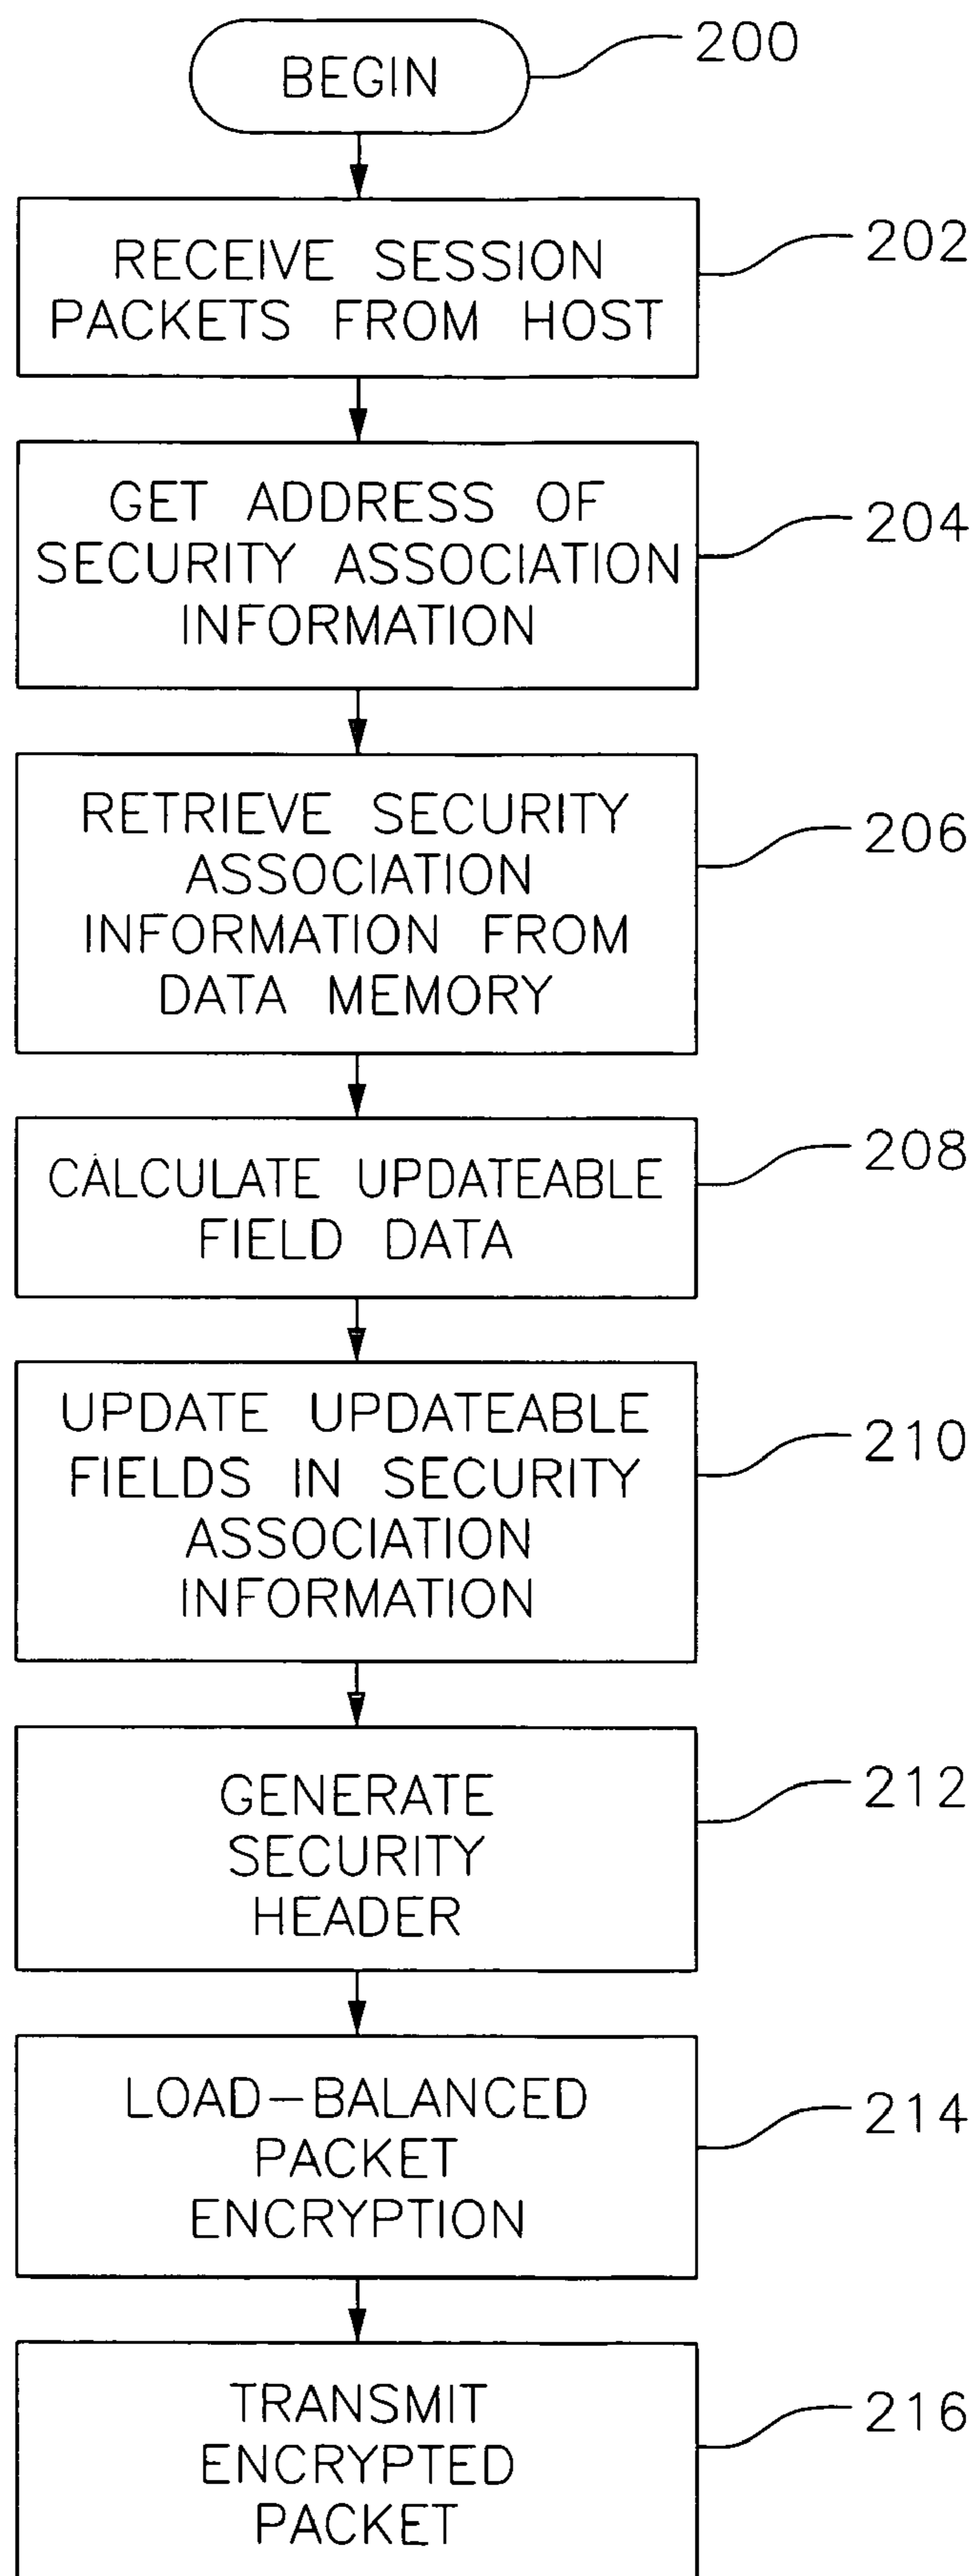 BEGIN
200
RECEIVE SESSION
PACKETS FROM HOST
202
GET ADDRESS OF
SECURITY ASSOCIATION
INFORMATION
204
RETRIEVE SECURITY
ASSOCIATION
INFORMATION FROM
DATA MEMORY
206
CALCULATE UPDATEABLE
FIELD DATA
208
UPDATE UPDATEABLE
FIELDS IN SECURITY
ASSOCIATION
INFORMATION
210
GENERATE
SECURITY
HEADER
212
LOAD-BALANCED
PACKET
ENCRYPTION
214
TRANSMIT
ENCRYPTED
PACKET
216